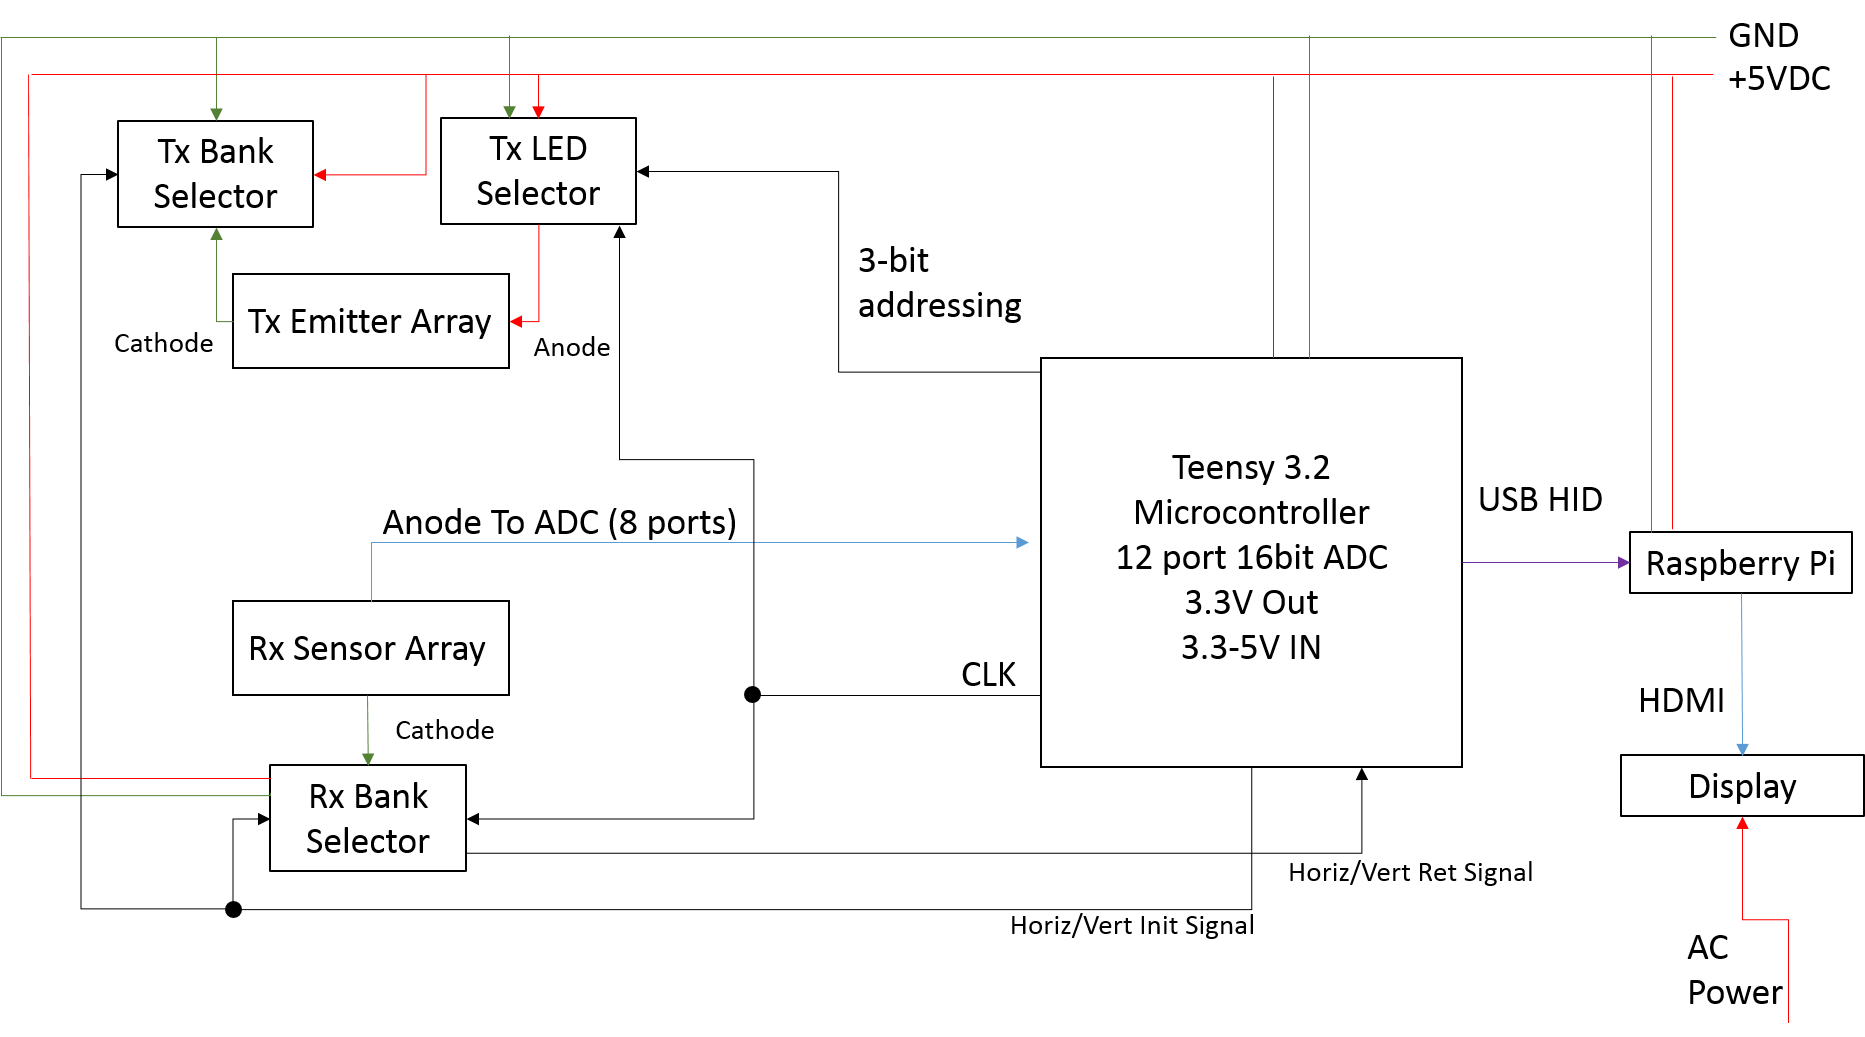 GND
+5VDC
Tx Bank
Selector
Tx LED
Selector
3-bit
addressing
Tx Emitter Array
Cathode
Anode
Teensy 3.2
Microcontroller
12 port 16bit ADC
3.3V Out
3.3-5V IN
USB HID
Anode To ADC (8 ports)
Raspberry Pi
Rx Sensor Array
CLK
HDMI
Cathode
Rx Bank
Selector
Display
Horiz/Vert Ret Signal
Horiz/Vert Init Signal
AC
Power